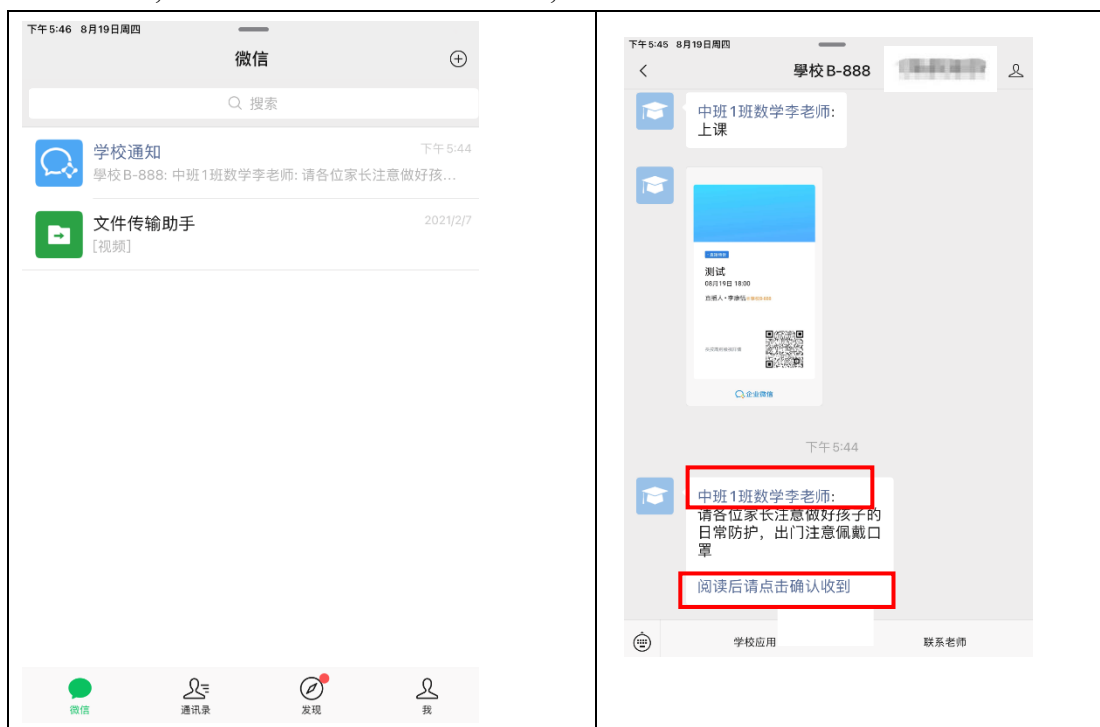 下午5:46 8月19日周四
微信
搜索
学校通知
下午 5:44
學校B-888: 中班1班数学李老师: 请各位家长注意做好孩...
文件传输助手
2021/2/7
[视频]
微信
通讯录
发现
我
下午5:45 8月19日周四
學校B-888
中班1班数学李老师:
上课
测试
08月19日 18:00
企业微信
下午 5:44
中班1班数学李老师:
请各位家长注意做好孩子的
日常防护，出门注意佩戴口
罩
阅读后请点击确认收到
学校应用
联系老师